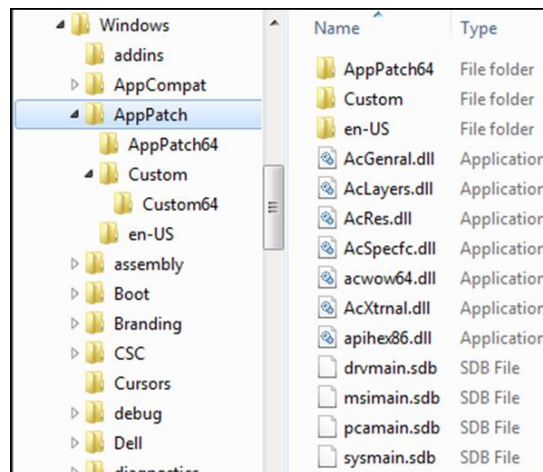 Windows
addins
AppCompat
AppPatch
AppPatch64
Custom
Custom64
en-US
assembly
Boot
Branding
CSC
Cursors
debug
Dell
diagnostics
Name Type
AppPatch64 File folder
Custom File folder
en-US File folder
AcGenral.dll Application
AcLayers.dll Application
AcRes.dll Application
AcSpecfc.dll Application
acwow64.dll Application
AcXtrnal.dll Application
apihex86.dll Application
drvmain.sdb SDB File
msimain.sdb SDB File
pcamain.sdb SDB File
sysmain.sdb SDB File